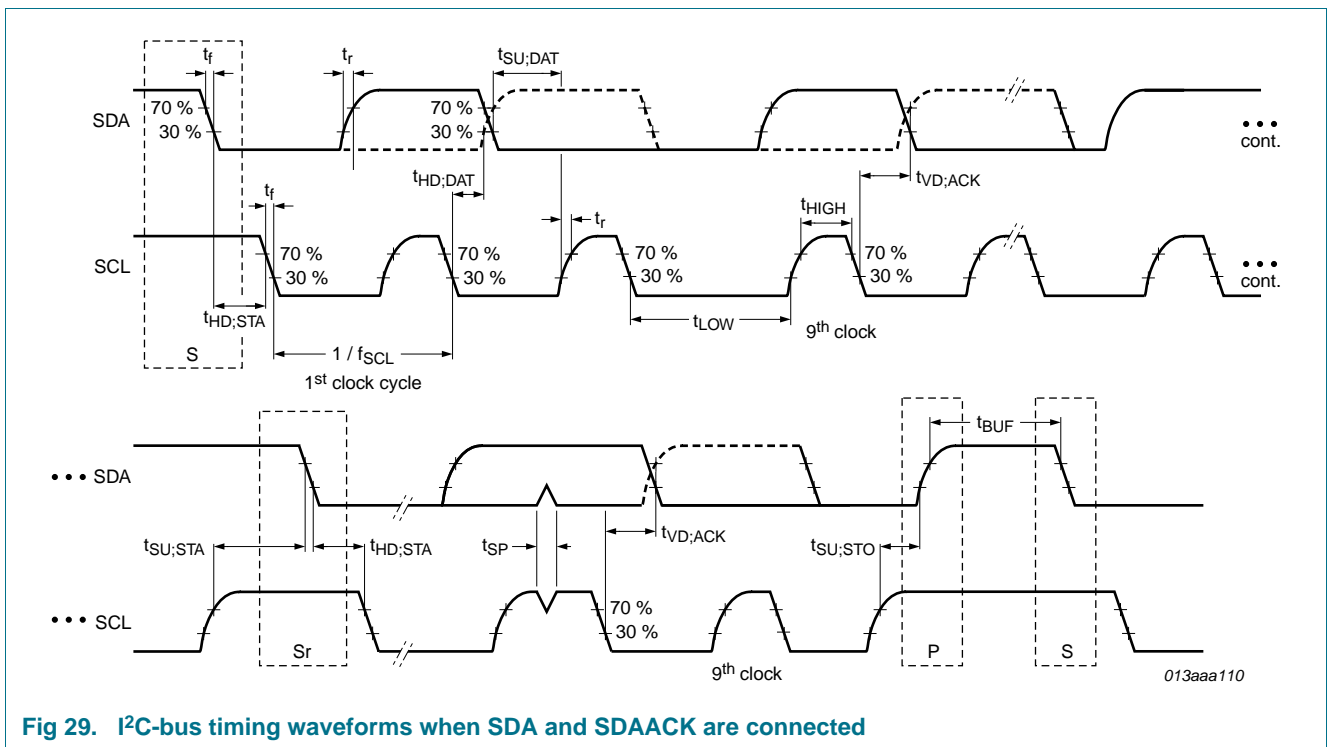 tf
tr
tSU;DAT
70 %
30 %
70 %
30 %
SDA
cont.
tHD;DAT
tVD;ACK
tf
tr
tHIGH
70 %
30 %
70 %
30 %
70 %
30 %
70 %
30 %
SCL
cont.
tHD;STA
tLOW
9th clock
S
1 / fSCL
1st clock cycle
tBUF
••• SDA
tSU;STA
tHD;STA
tSP
tVD;ACK
tSU;STO
70 %
30 %
••• SCL
Sr
9th clock
P
S
013aaa110
Fig 29. I²C-bus timing waveforms when SDA and SDAACK are connected